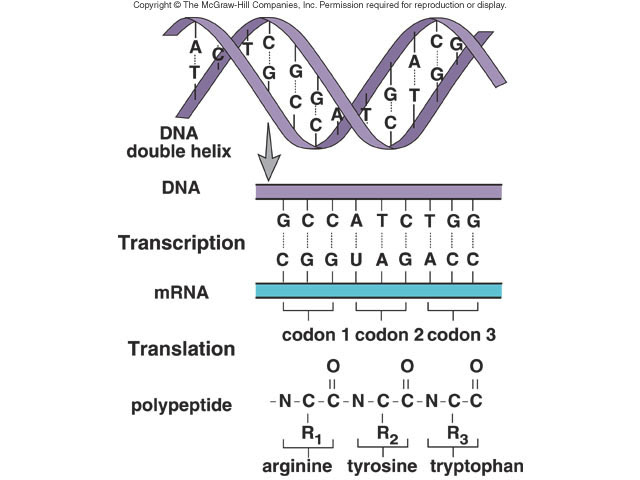 Copyright © The McGraw-Hill Companies, Inc. Permission required for reproduction or display.
A C T C G G A T G A C G
T G C C C T G
DNA
double helix
DNA
G C C A T C T G G
Transcription
C G G U A G A C C
mRNA
codon 1 codon 2 codon 3
Translation
O O O
polypeptide -N-C-C-N-C-C-N-C-C
R1 R2 R3
arginine tyrosine tryptophan